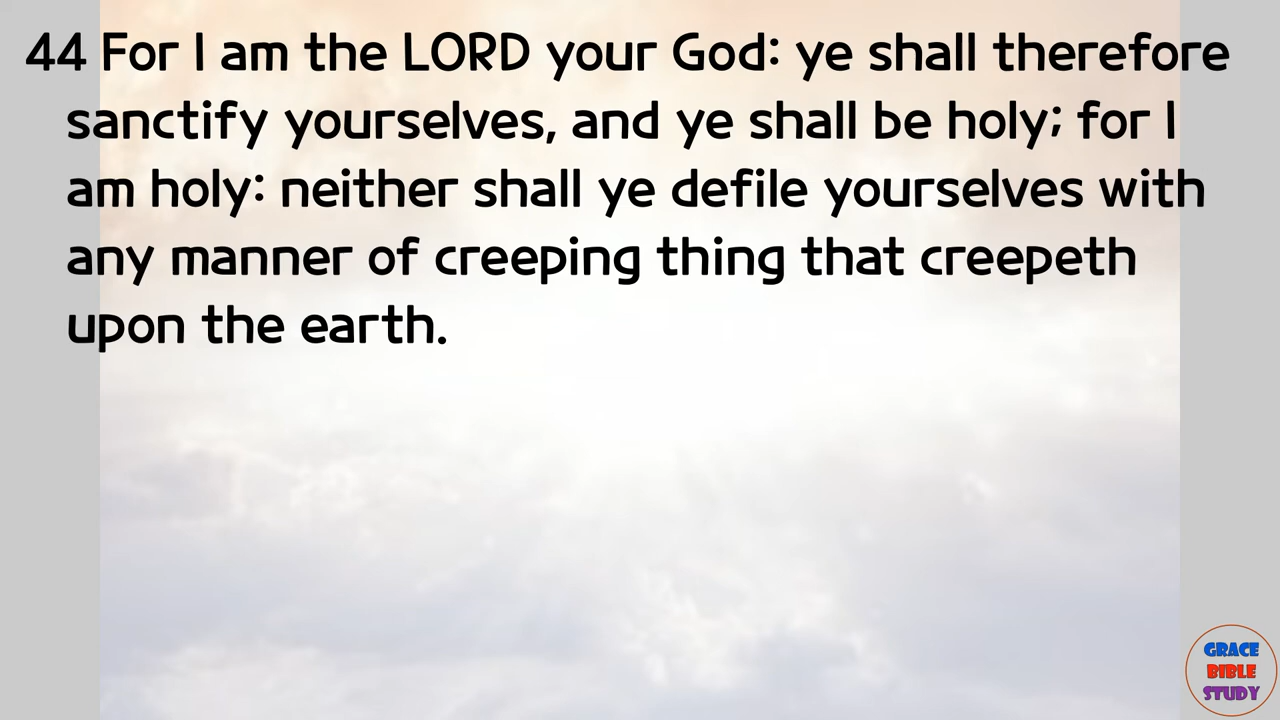 44 For I am the LORD your God: ye shall therefore
sanctify yourselves, and ye shall be holy; for I
am holy: neither shall ye defile yourselves with
any manner of creeping thing that creepeth
upon the earth.
GRACE
BIBLE
STUDY